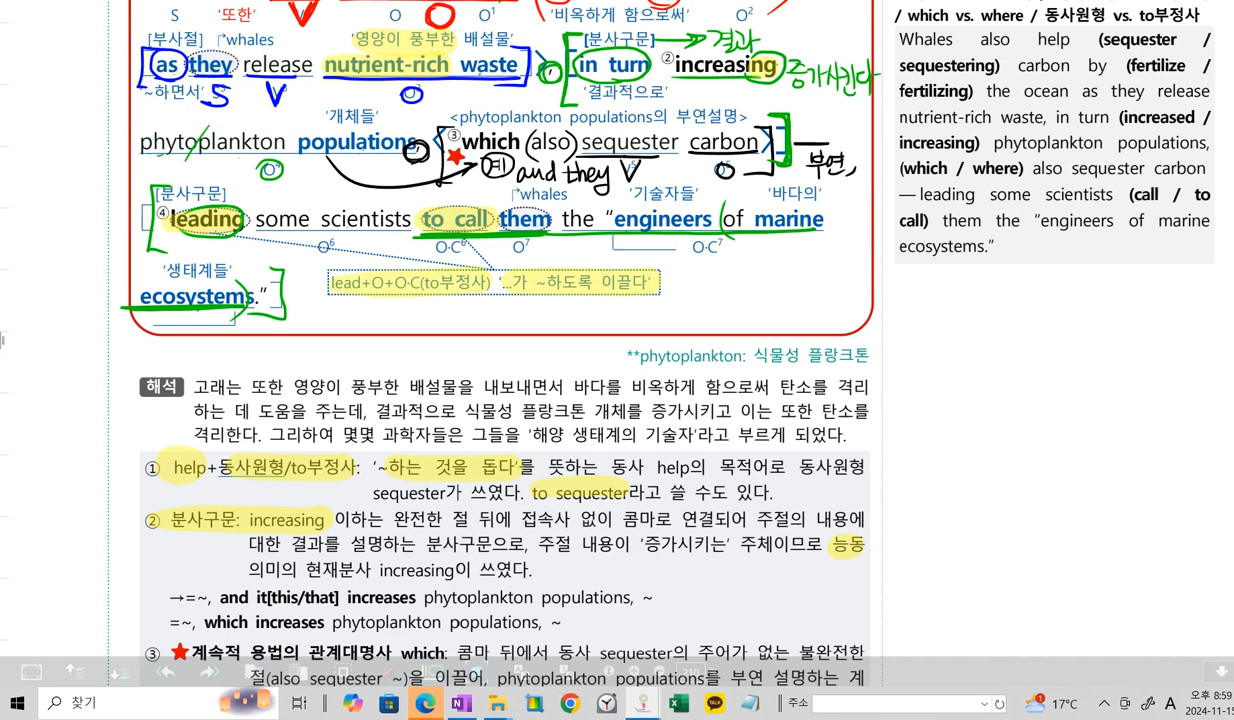 S '또한' V O O O¹ '비옥하게 함으로써' O²
/ which vs. where / 동사원형 vs. to부정사
[부사절] whales '영양이 풍부한 배설물' [분사구문] 결과
as they release nutrient-rich waste, in turn ②increasing 증가시킨다
'~하면서' S V O '결과적으로'
'개체들' <phytoplankton populations의 부연설명>
phytoplankton populations, ③which (also) sequester carbon
O⁴ 계 and they V O 부연,
[분사구문] whales '기술자들' '바다의'
④leading some scientists to call them the "engineers of marine
O⁶ O·C⁶ O⁷ O·C⁷
'생태계들'
ecosystems."
lead+O+O·C(to부정사) '…가 ~하도록 이끌다'
**phytoplankton: 식물성 플랑크톤
Whales also help (sequester /
sequestering) carbon by (fertilize /
fertilizing) the ocean as they release
nutrient-rich waste, in turn (increased /
increasing) phytoplankton populations,
(which / where) also sequester carbon
—leading some scientists (call / to
call) them the "engineers of marine
ecosystems."
해석 고래는 또한 영양이 풍부한 배설물을 내보내면서 바다를 비옥하게 함으로써 탄소를 격리
하는 데 도움을 주는데, 결과적으로 식물성 플랑크톤 개체를 증가시키고 이는 또한 탄소를
격리한다. 그리하여 몇몇 과학자들은 그들을 '해양 생태계의 기술자'라고 부르게 되었다.
① help+동사원형/to부정사: '~하는 것을 돕다'를 뜻하는 동사 help의 목적어로 동사원형
sequester가 쓰였다. to sequester라고 쓸 수도 있다.
② 분사구문: increasing 이하는 완전한 절 뒤에 접속사 없이 콤마로 연결되어 주절의 내용에
대한 결과를 설명하는 분사구문으로, 주절 내용이 '증가시키는' 주체이므로 능동
의미의 현재분사 increasing이 쓰였다.
→=~, and it[this/that] increases phytoplankton populations, ~
=~, which increases phytoplankton populations, ~
③ ★계속적 용법의 관계대명사 which: 콤마 뒤에서 동사 sequester의 주어가 없는 불완전한
절(also sequester ~)을 이끌어, phytoplankton populations를 부연 설명하는 계
찾기
주소
17°C
A
오후 8:59
2024-11-15